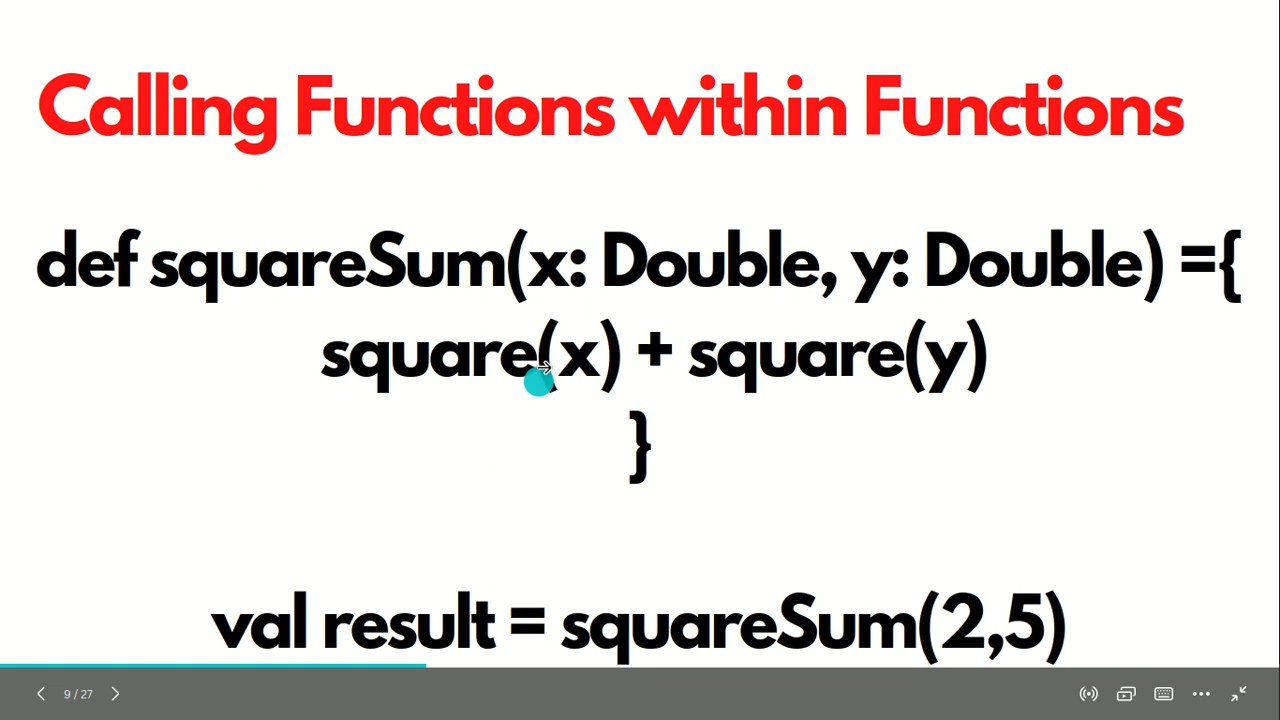 Calling Functions within Functions
def squareSum(x: Double, y: Double) ={
square(x) + square(y)
}
val result = squareSum(2,5)
9 / 27